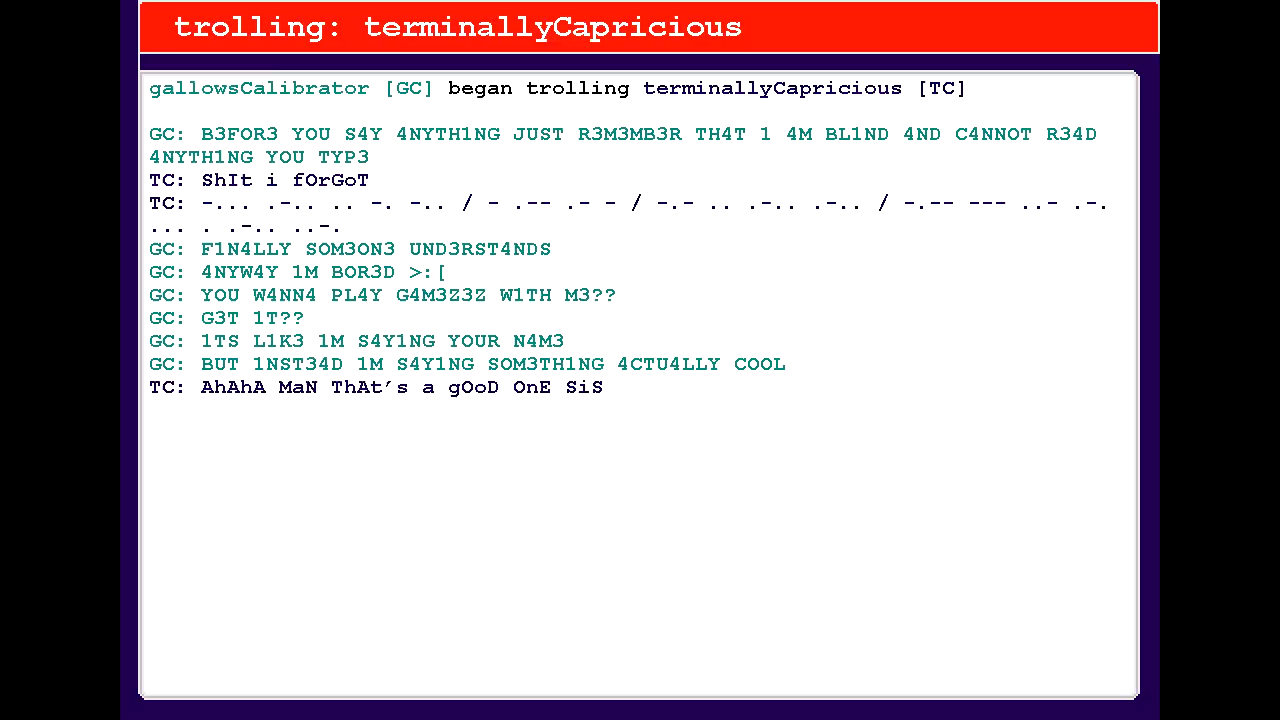 trolling: terminallyCapricious
gallowsCalibrator [GC] began trolling terminallyCapricious [TC]
GC: B3FOR3 YOU S4Y 4NYTH1NG JUST R3M3MB3R TH4T 1 4M BL1ND 4ND C4NNOT R34D
4NYTH1NG YOU TYP3
TC: ShIt i fOrGoT
TC: -... .-.. .. -. -.. / - .-- .- - / -.- .. .-.. .-.. / -.-- --- ..- .-.
... . .-.. ..-.
GC: F1N4LLY SOM3ON3 UND3RST4NDS
GC: 4NYW4Y 1M BOR3D >:[
GC: YOU W4NN4 PL4Y G4M3Z3Z W1TH M3??
GC: G3T 1T??
GC: 1TS L1K3 1M S4Y1NG YOUR N4M3
GC: BUT 1NST34D 1M S4Y1NG SOM3TH1NG 4CTU4LLY COOL
TC: AhAhA MaN ThAt’s a gOoD OnE SiS